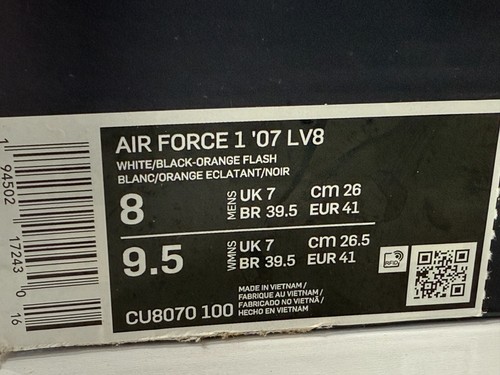 AIR FORCE 1 '07 LV8
WHITE/BLACK-ORANGE FLASH
BLANC/ORANGE ECLATANT/NOIR
8 MENS UK 7 cm 26
BR 39.5 EUR 41
9.5 WMNS UK 7 cm 26.5
BR 39.5 EUR 41
RFID
CU8070 100
MADE IN VIETNAM /
FABRIQUE AU VIETNAM /
FABRICADO NO VIETNÃ /
HECHO EN VIETNAM
1 94502 17243 0 16